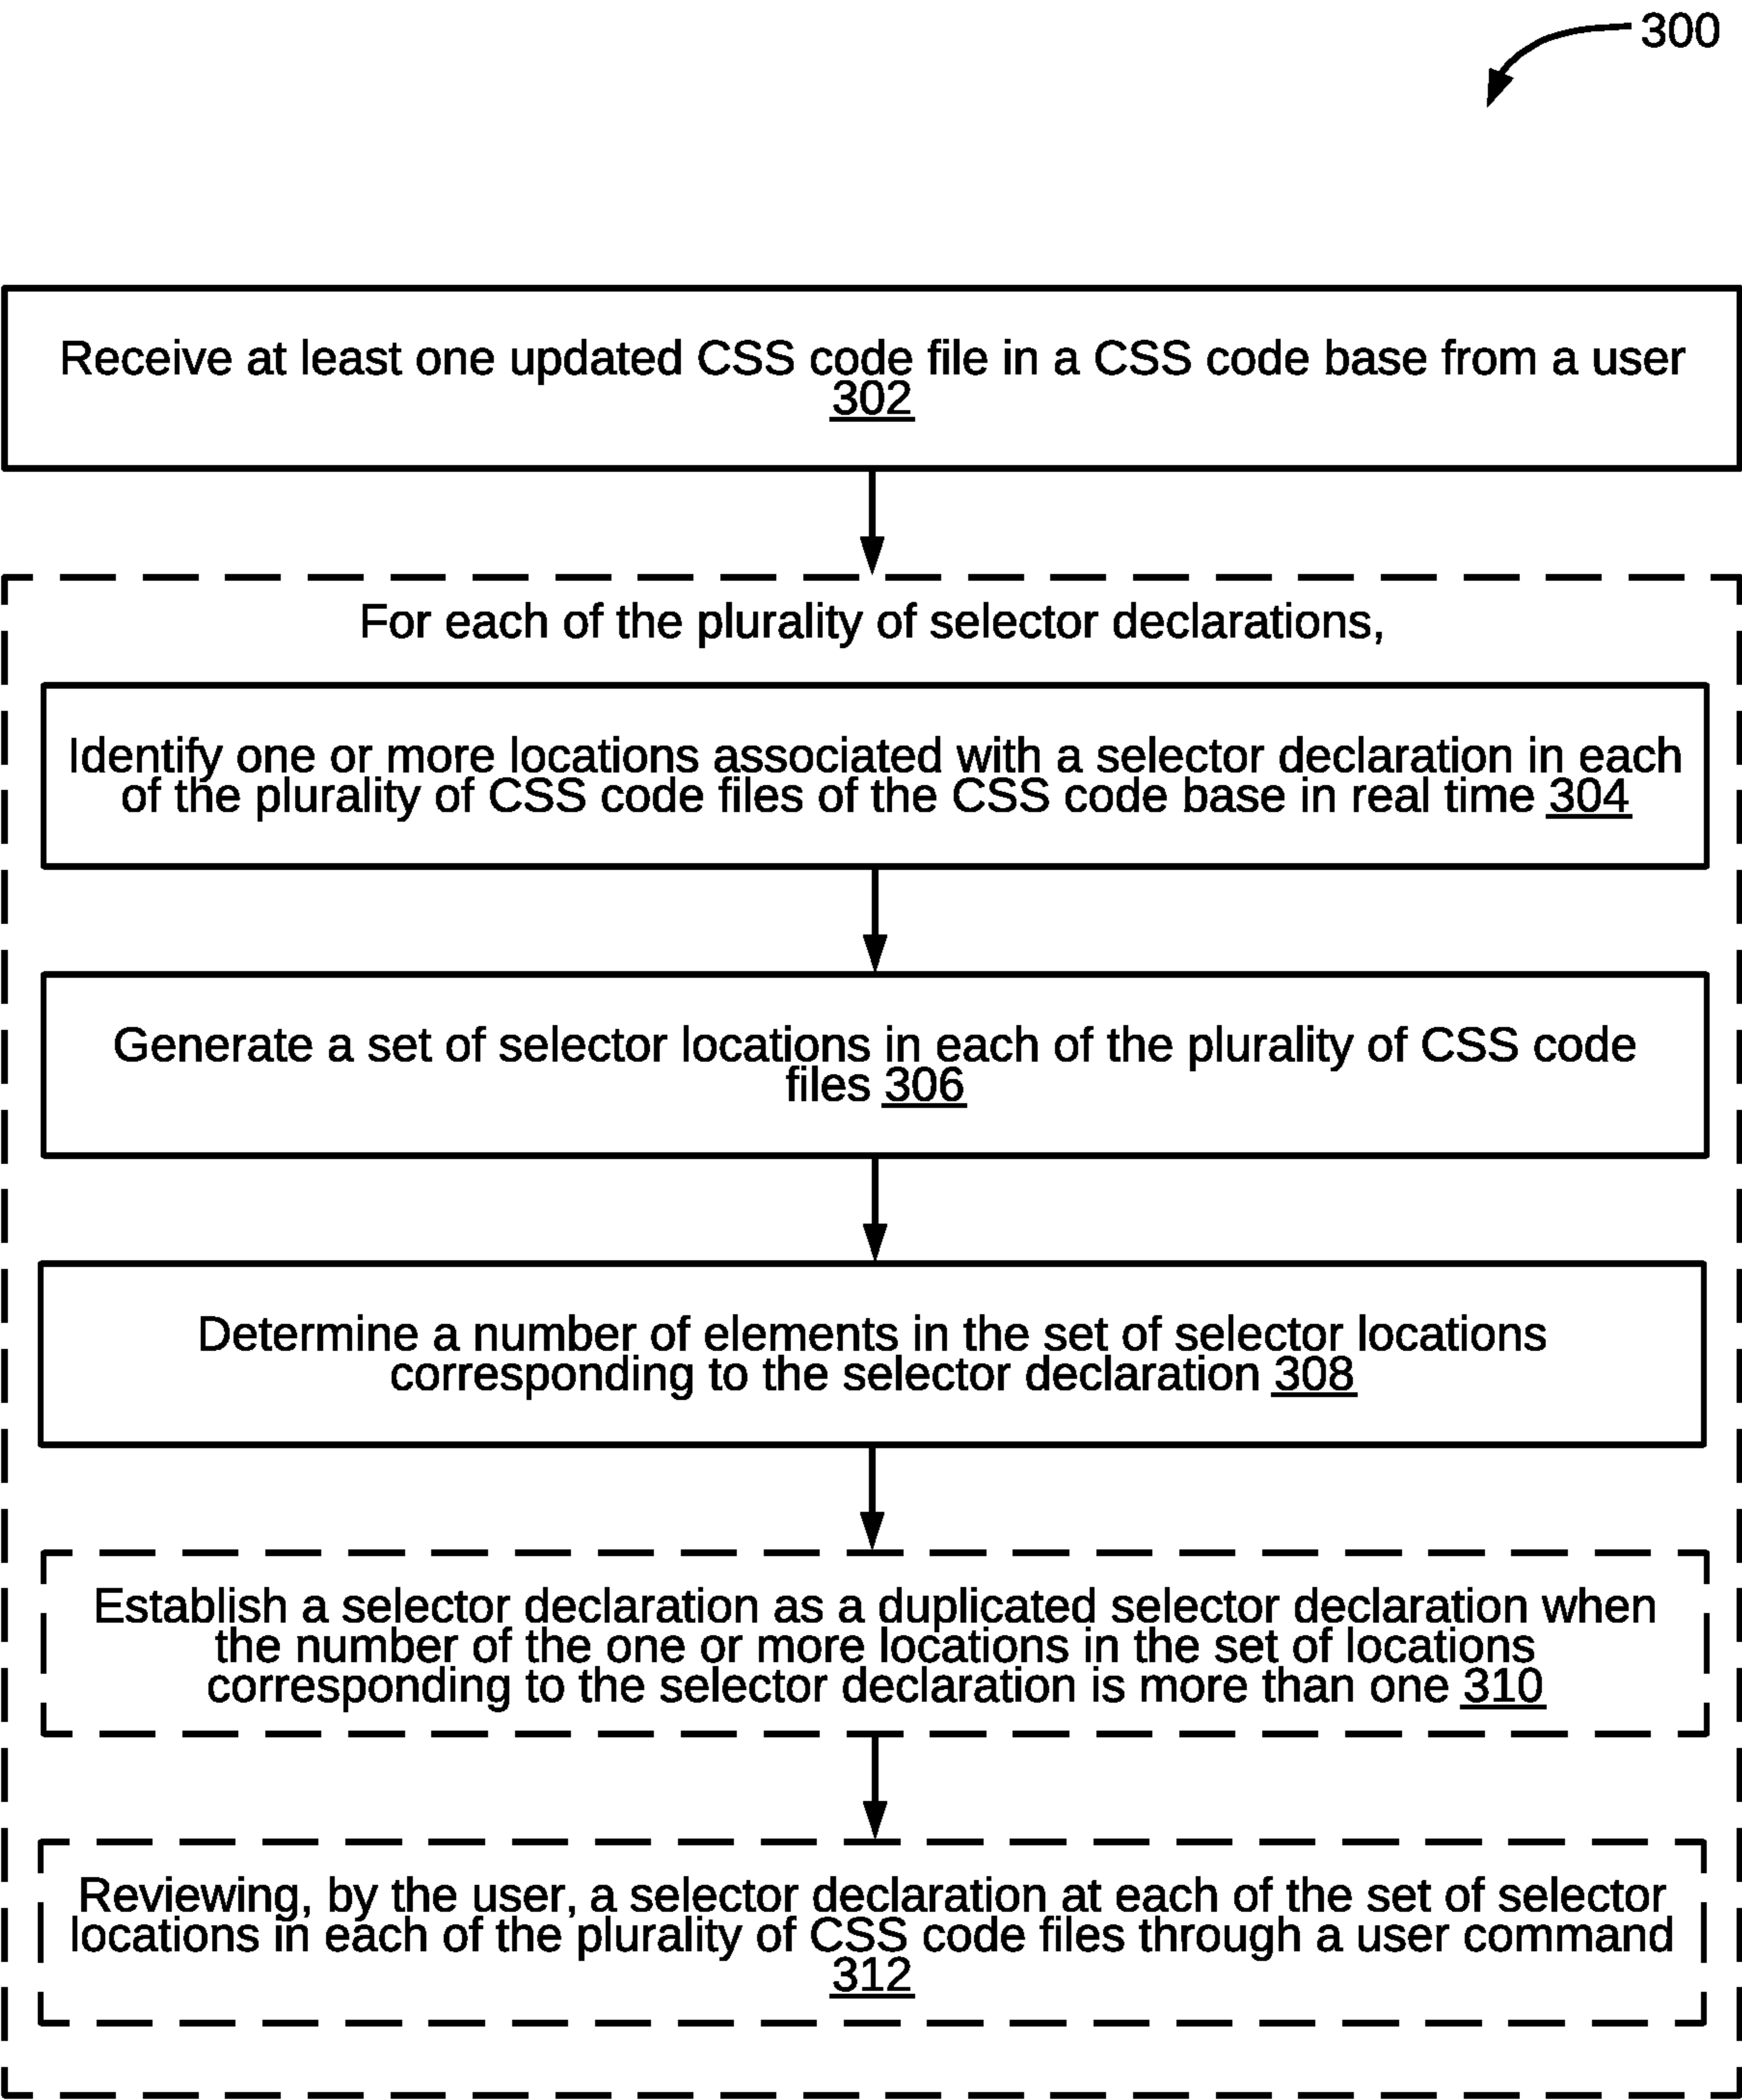 300
Receive at least one updated CSS code file in a CSS code base from a user
302
For each of the plurality of selector declarations,
Identify one or more locations associated with a selector declaration in each
of the plurality of CSS code files of the CSS code base in real time 304
Generate a set of selector locations in each of the plurality of CSS code
files 306
Determine a number of elements in the set of selector locations
corresponding to the selector declaration 308
Establish a selector declaration as a duplicated selector declaration when
the number of the one or more locations in the set of locations
corresponding to the selector declaration is more than one 310
Reviewing, by the user, a selector declaration at each of the set of selector
locations in each of the plurality of CSS code files through a user command
312